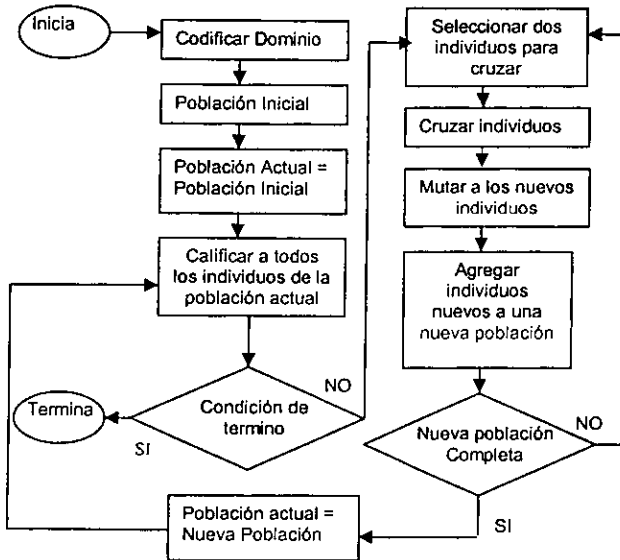 Inicia
Codificar Dominio
Población Inicial
Población Actual =
Población Inicial
Calificar a todos
los individuos de la
población actual
Condición de
termino
NO
SI
Termina
Seleccionar dos
individuos para
cruzar
Cruzar individuos
Mutar a los nuevos
individuos
Agregar
individuos
nuevos a una
nueva población
Nueva población
Completa
NO
SI
Población actual =
Nueva Población